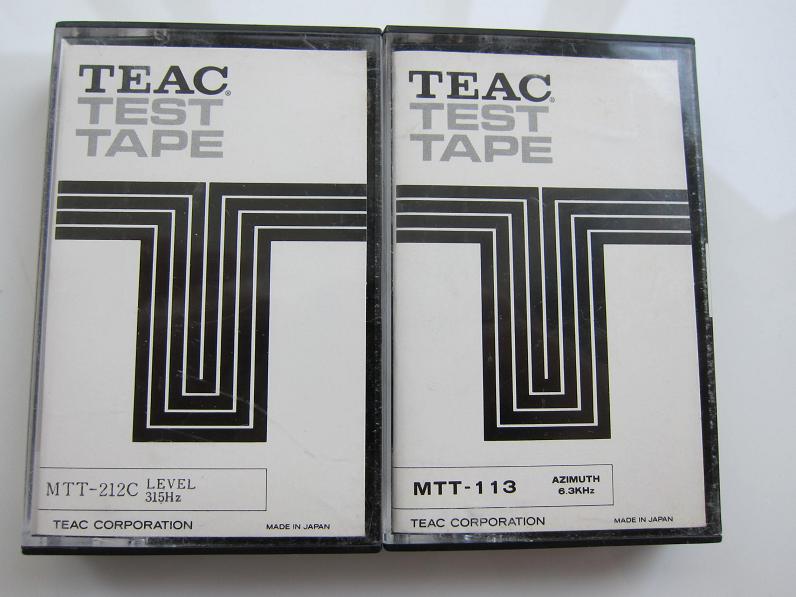 TEAC®
TEST
TAPE
MTT-212C LEVEL
315Hz
TEAC CORPORATION MADE IN JAPAN
TEAC®
TEST
TAPE
MTT-113 AZIMUTH
6.3KHz
TEAC CORPORATION MADE IN JAPAN